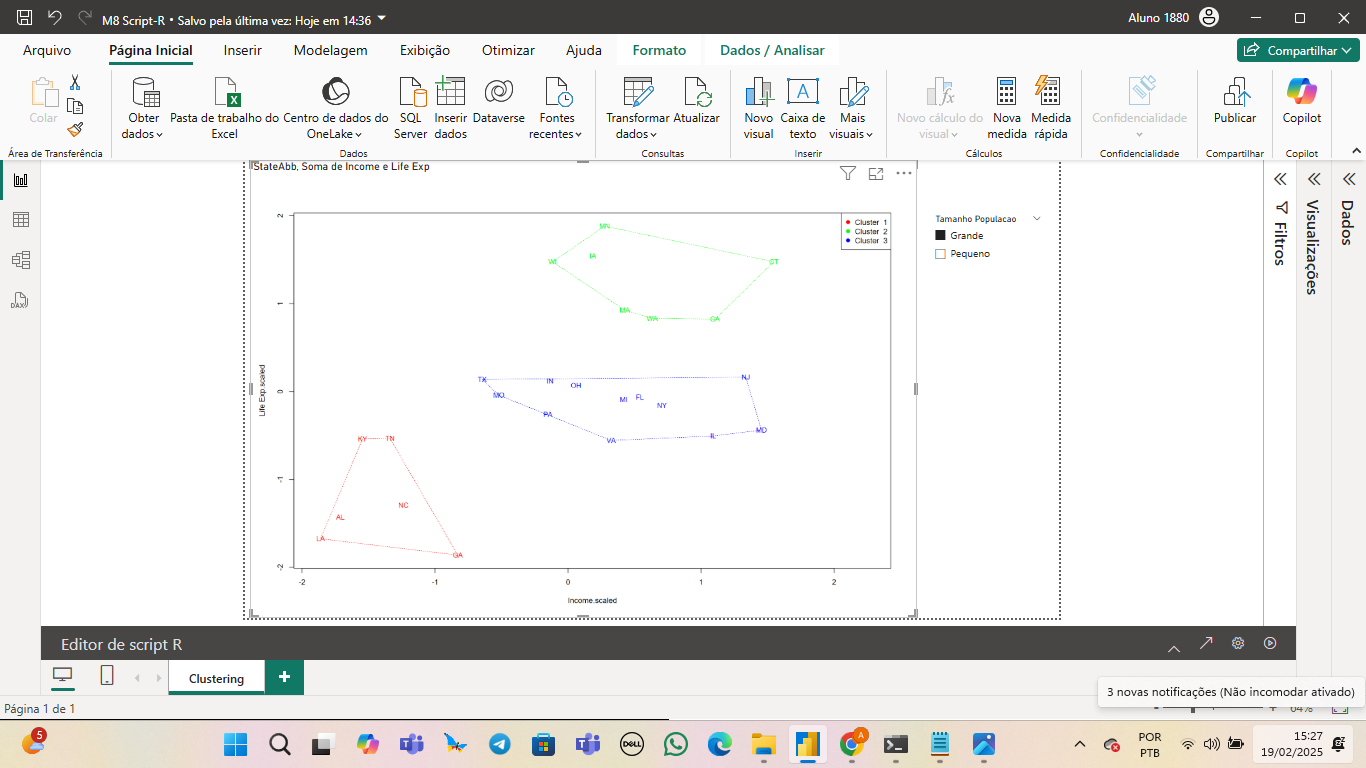 M8 Script-R • Salvo pela última vez: Hoje em 14:36
Aluno 1880
Arquivo
Página Inicial
Inserir
Modelagem
Exibição
Otimizar
Ajuda
Formato
Dados / Analisar
Compartilhar
Colar
Obter
dados
Pasta de trabalho do
Excel
Centro de dados do
OneLake
SQL
Server
Inserir
dados
Dataverse
Fontes
recentes
Transformar
dados
Atualizar
Novo
visual
Caixa de
texto
Mais
visuais
Novo cálculo do
visual
Nova
medida
Medida
rápida
Confidencialidade
Publicar
Copilot
Área de Transferência
Dados
Consultas
Inserir
Cálculos
Confidencialidade
Compartilhar
Copilot
DAX
StateAbb, Soma de Income e Life Exp
Cluster 1
Cluster 2
Cluster 3
2
1
0
-1
-2
Life Exp.scaled
MN
WI
IA
CT
MA
WA
CA
TX
IN
OH
NJ
MO
MI
FL
NY
PA
VA
IL
MD
KY
TN
NC
AL
LA
GA
-2
-1
0
1
2
Income.scaled
Tamanho Populacao
Grande
Pequeno
Filtros
Visualizações
Dados
Editor de script R
Clustering
Página 1 de 1
3 novas notificações (Não incomodar ativado)
64%
5
DELL
A
POR
PTB
15:27
19/02/2025